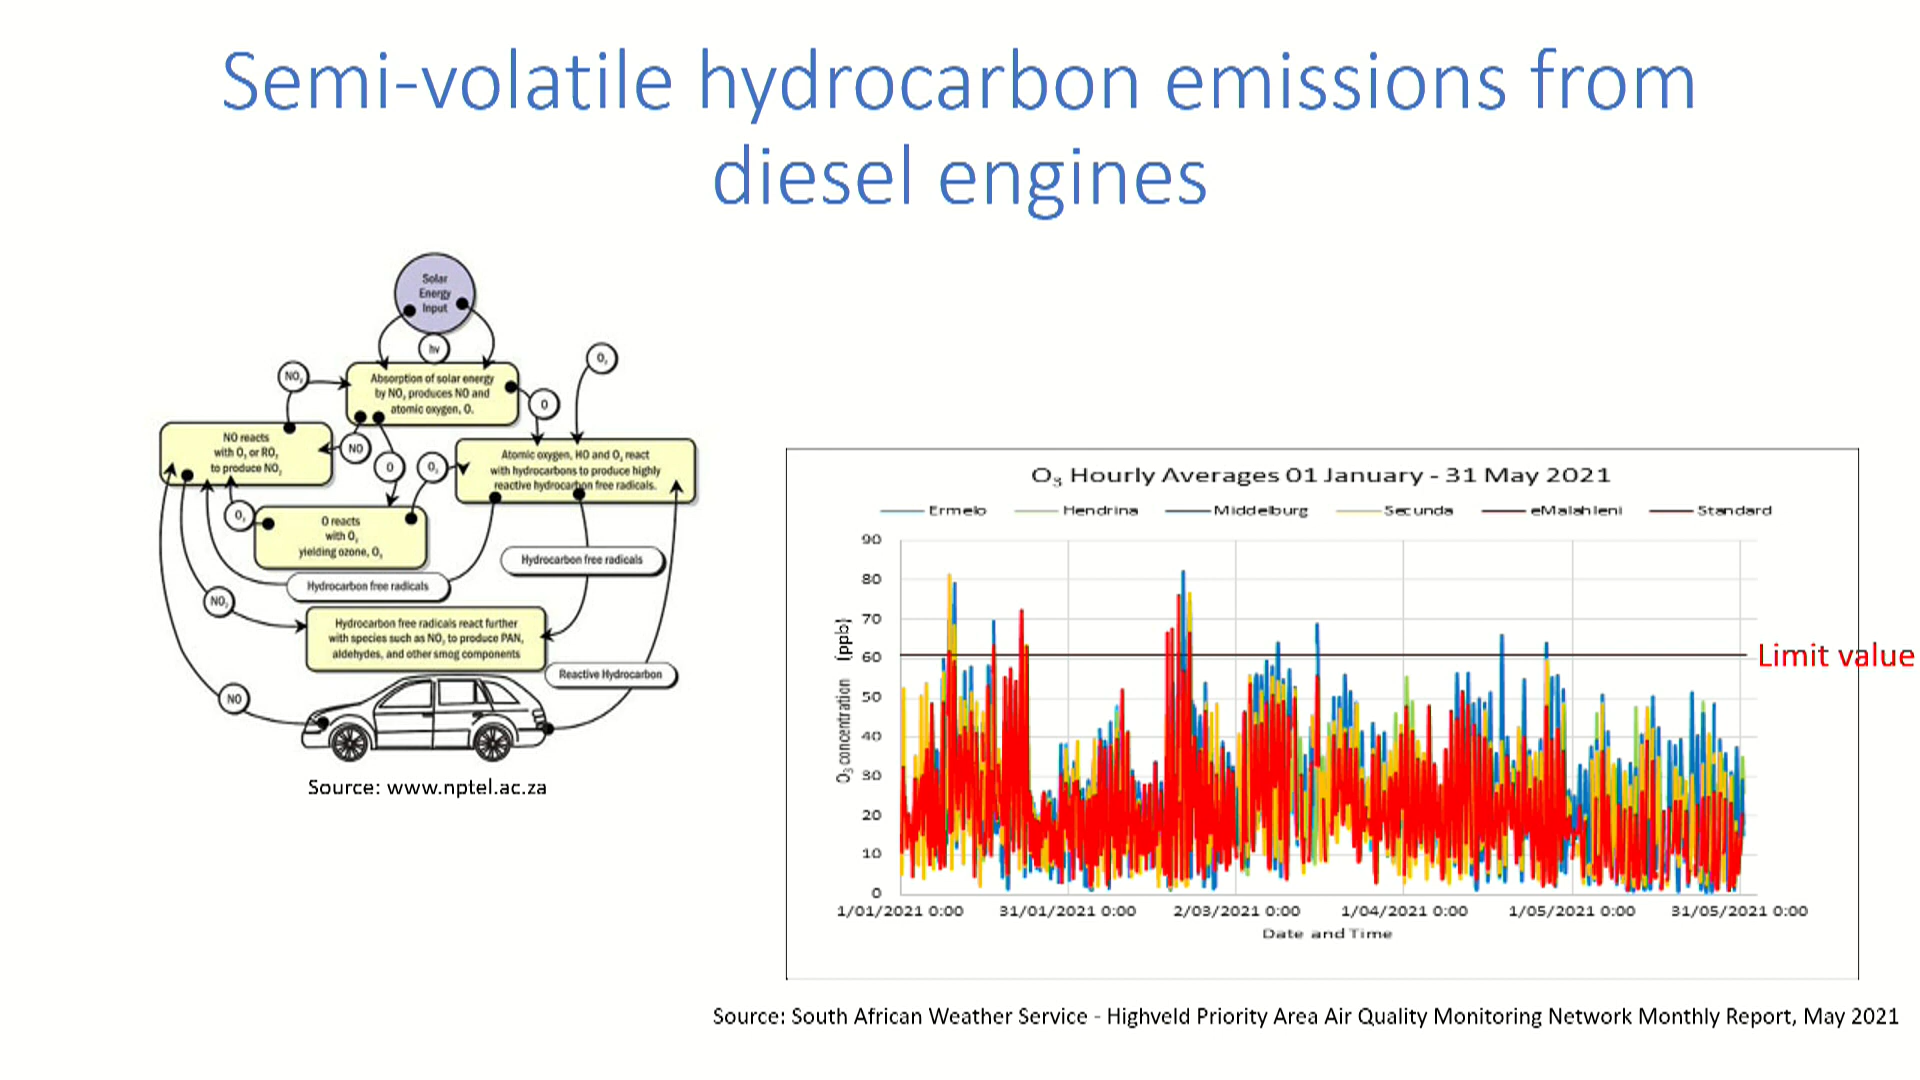 Semi-volatile hydrocarbon emissions from
diesel engines
Solar
Energy
Input
hv
O₃
NO₂
Absorption of solar energy
by NO₂ produces NO and
atomic oxygen, O.
O
NO reacts
with O₃ or RO₂
to produce NO₂
NO
O
O₃
Atomic oxygen, HO and O₃ react
with hydrocarbons to produce highly
reactive hydrocarbon free radicals.
O₃
O reacts
with O₂
yielding ozone, O₃
Hydrocarbon free radicals
Hydrocarbon free radicals
NO₂
Hydrocarbon free radicals react further
with species such as NO₂ to produce PAN,
aldehydes, and other smog components
Reactive Hydrocarbon
NO
Source: www.nptel.ac.za
O₃ Hourly Averages 01 January - 31 May 2021
Ermelo Hendrina Middelburg Secunda eMalahleni Standard
90
80
70
60
50
40
30
20
10
0
O₃ concentration (ppb)
Limit value
1/01/2021 0:00 31/01/2021 0:00 2/03/2021 0:00 1/04/2021 0:00 1/05/2021 0:00 31/05/2021 0:00
Date and Time
Source: South African Weather Service - Highveld Priority Area Air Quality Monitoring Network Monthly Report, May 2021